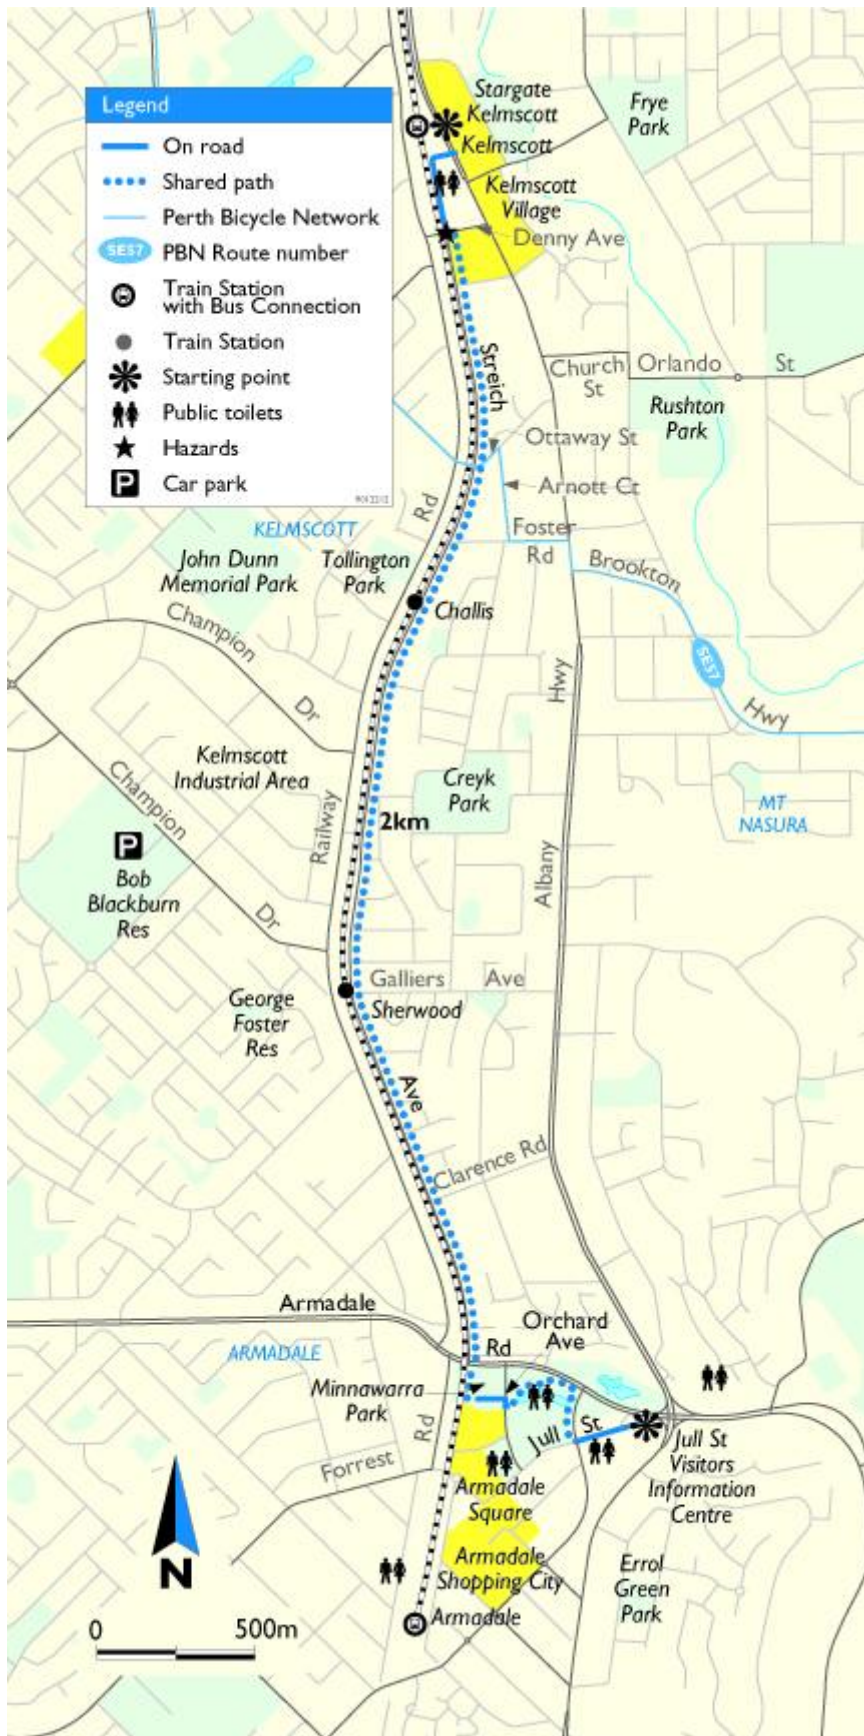 Legend
On road
Shared path
Perth Bicycle Network
SE57
PBN Route number
Train Station
with Bus Connection
Train Station
Starting point
Public toilets
Hazards
P
Car park
Stargate
Kelmscott
Kelmscott
Frye
Park
Kelmscott
Village
Denny Ave
Streich
Church
St
Orlando
St
Rushton
Park
Ottaway St
Arnott Ct
Rd
KELMSCOTT
Foster
Rd
John Dunn
Memorial Park
Tollington
Park
Brookton
Challis
Champion
Dr
SE57
Hwy
Hwy
Kelmscott
Industrial Area
Champion
Creyk
Park
MT
NASURA
Railway
2km
P
Bob
Blackburn
Res
Albany
Dr
Galliers
Ave
George
Foster
Res
Sherwood
Ave
Clarence Rd
Armadale
Orchard
Ave
Rd
ARMADALE
Minnawarra
Park
Rd
Jull
St
Jull St
Visitors
Information
Centre
Forrest
Armadale
Square
Armadale
Shopping City
Errol
Green
Park
N
Armadale
0
500m